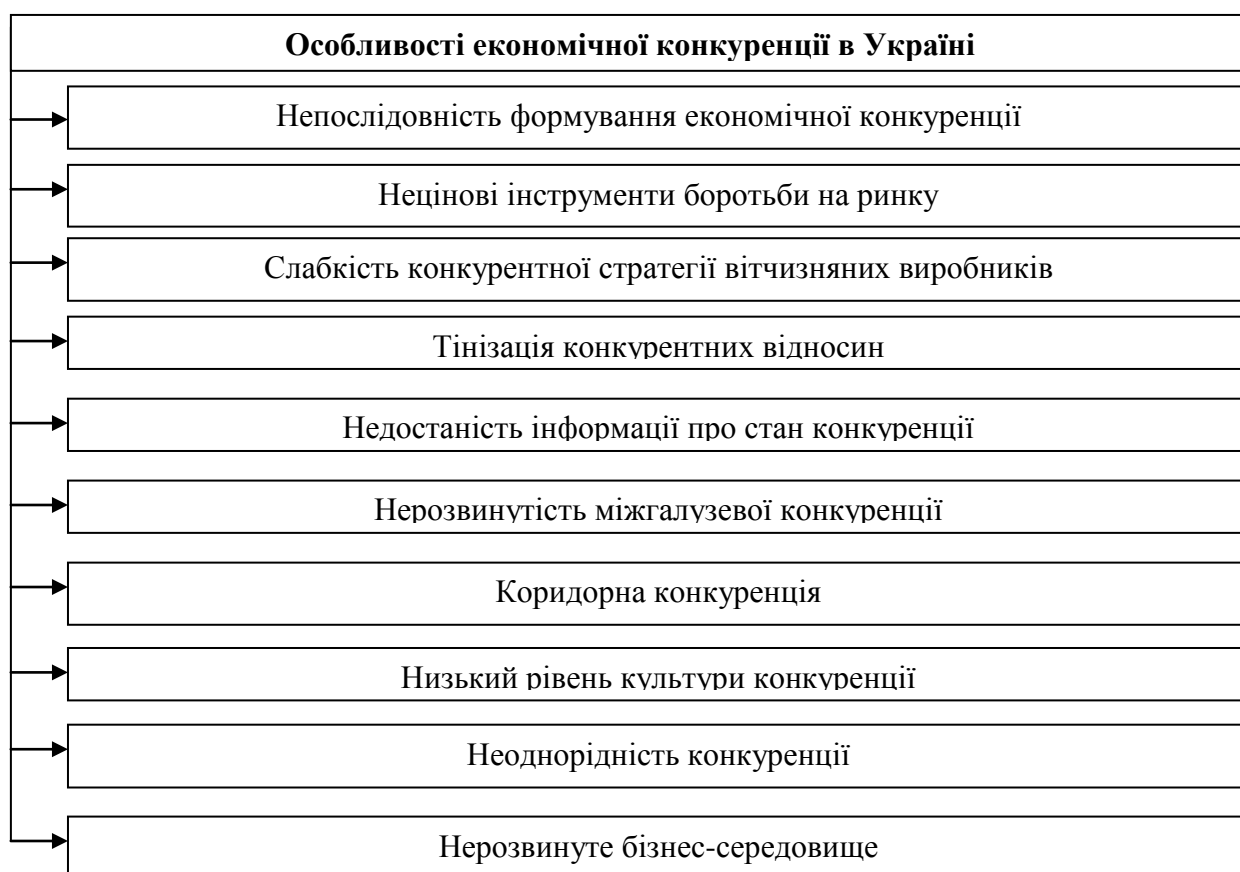 Особливості економічної конкуренції в Україні
Непослідовність формування економічної конкуренції
Нецінові інструменти боротьби на ринку
Слабкість конкурентної стратегії вітчизняних виробників
Тінізація конкурентних відносин
Недостаність інформації про стан конкуренції
Нерозвинутість міжгалузевої конкуренції
Коридорна конкуренція
Низький рівень культури конкуренції
Неоднорідність конкуренції
Нерозвинуте бізнес-середовище